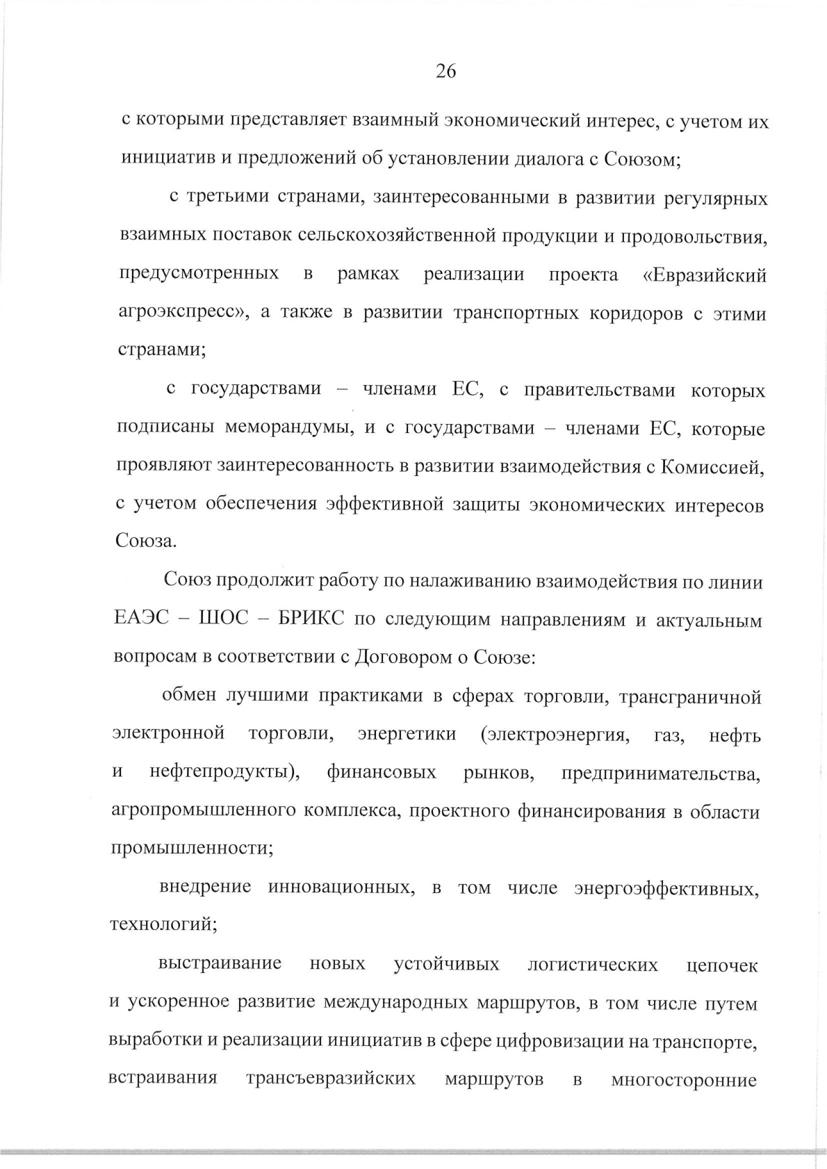 26
с которыми представляет взаимный экономический интерес, с учетом их
инициатив и предложений об установлении диалога с Союзом;
с третьими странами, заинтересованными в развитии регулярных
взаимных поставок сельскохозяйственной продукции и продовольствия,
предусмотренных в рамках реализации проекта «Евразийский
агроэкспресс», а также в развитии транспортных коридоров с этими
странами;
с государствами – членами ЕС, с правительствами которых
подписаны меморандумы, и с государствами – членами ЕС, которые
проявляют заинтересованность в развитии взаимодействия с Комиссией,
с учетом обеспечения эффективной защиты экономических интересов
Союза.
Союз продолжит работу по налаживанию взаимодействия по линии
ЕАЭС – ШОС – БРИКС по следующим направлениям и актуальным
вопросам в соответствии с Договором о Союзе:
обмен лучшими практиками в сферах торговли, трансграничной
электронной торговли, энергетики (электроэнергия, газ, нефть
и нефтепродукты), финансовых рынков, предпринимательства,
агропромышленного комплекса, проектного финансирования в области
промышленности;
внедрение инновационных, в том числе энергоэффективных,
технологий;
выстраивание новых устойчивых логистических цепочек
и ускоренное развитие международных маршрутов, в том числе путем
выработки и реализации инициатив в сфере цифровизации на транспорте,
встраивания трансъевразийских маршрутов в многосторонние